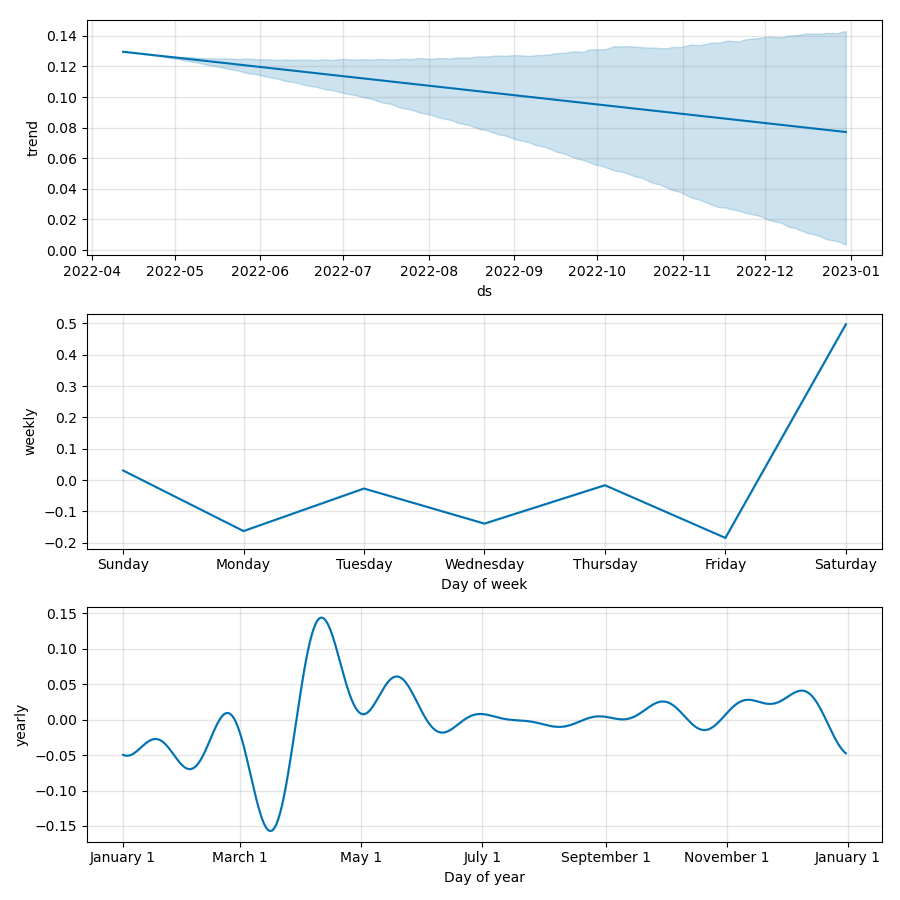 0.14
0.12
0.10
0.08
0.06
0.04
0.02
0.00
trend
2022-04 2022-05 2022-06 2022-07 2022-08 2022-09 2022-10 2022-11 2022-12 2023-01
ds
0.5
0.4
0.3
0.2
0.1
0.0
−0.1
−0.2
weekly
Sunday Monday Tuesday Wednesday Thursday Friday Saturday
Day of week
0.15
0.10
0.05
0.00
−0.05
−0.10
−0.15
yearly
January 1 March 1 May 1 July 1 September 1 November 1 January 1
Day of year